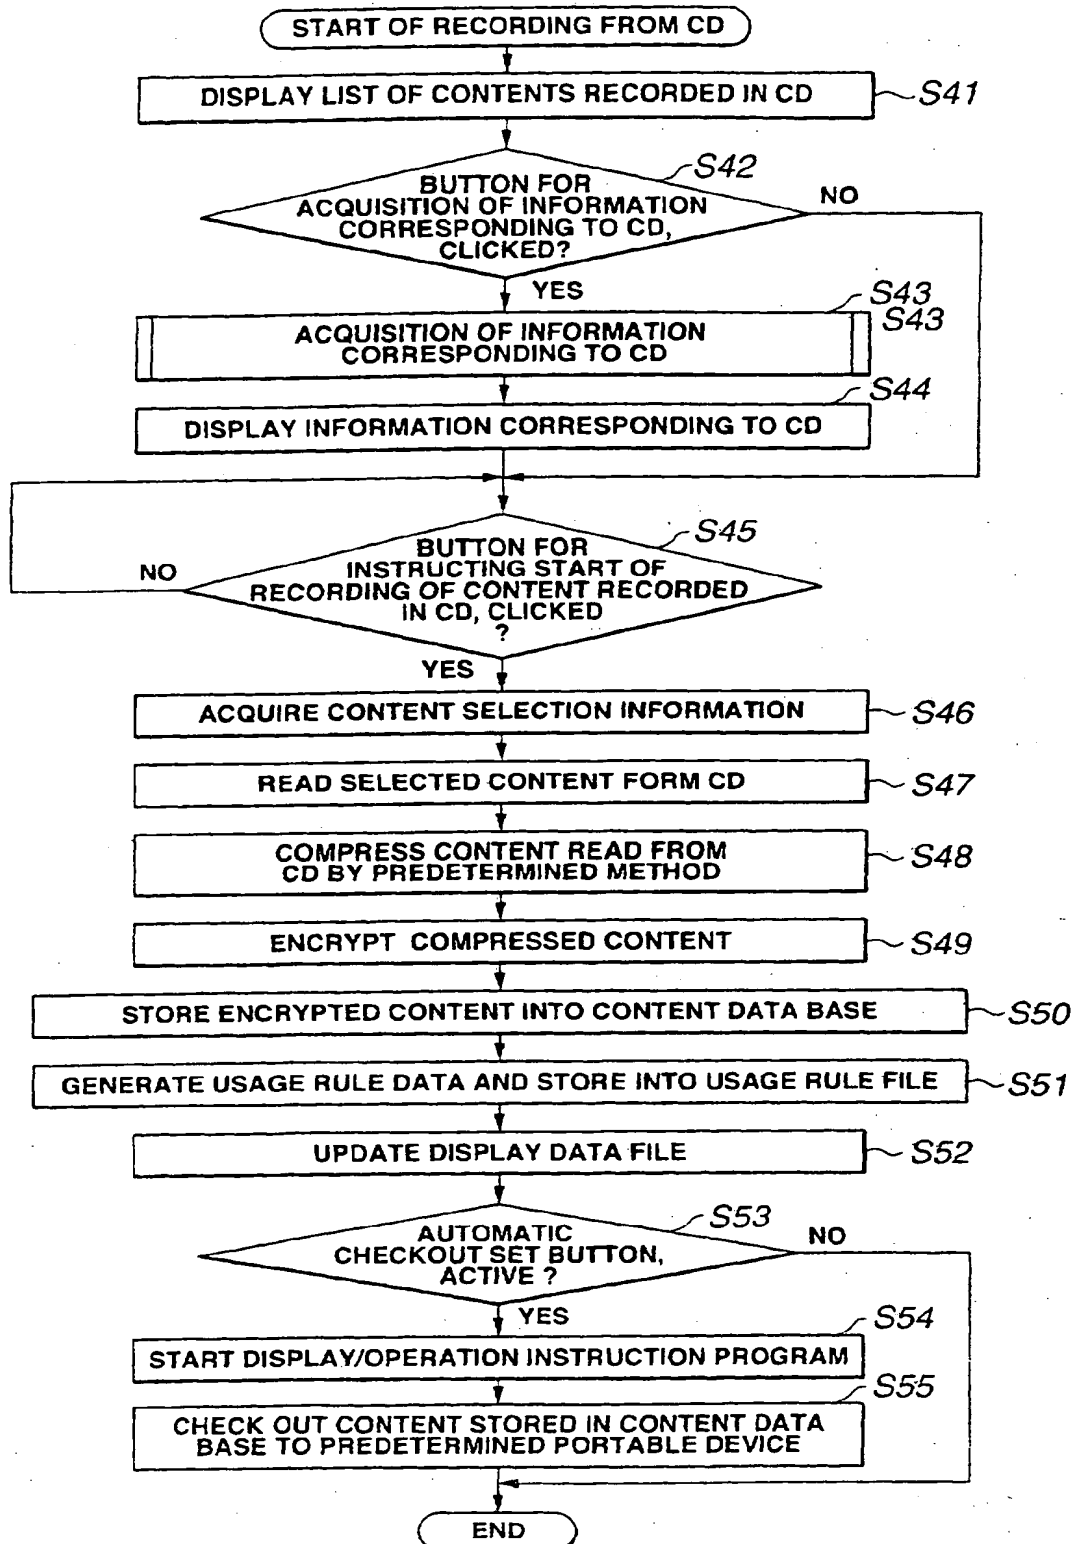 START OF RECORDING FROM CD
DISPLAY LIST OF CONTENTS RECORDED IN CD
S41
S42
BUTTON FOR
ACQUISITION OF INFORMATION
CORRESPONDING TO CD,
CLICKED?
NO
YES
S43
S43
ACQUISITION OF INFORMATION
CORRESPONDING TO CD
S44
DISPLAY INFORMATION CORRESPONDING TO CD
S45
BUTTON FOR
INSTRUCTING START OF
RECORDING OF CONTENT RECORDED
IN CD, CLICKED
?
NO
YES
ACQUIRE CONTENT SELECTION INFORMATION
S46
READ SELECTED CONTENT FORM CD
S47
COMPRESS CONTENT READ FROM
CD BY PREDETERMINED METHOD
S48
ENCRYPT COMPRESSED CONTENT
S49
STORE ENCRYPTED CONTENT INTO CONTENT DATA BASE
S50
GENERATE USAGE RULE DATA AND STORE INTO USAGE RULE FILE
S51
UPDATE DISPLAY DATA FILE
S52
S53
AUTOMATIC
CHECKOUT SET BUTTON,
ACTIVE ?
NO
YES
S54
START DISPLAY/OPERATION INSTRUCTION PROGRAM
S55
CHECK OUT CONTENT STORED IN CONTENT DATA
BASE TO PREDETERMINED PORTABLE DEVICE
END